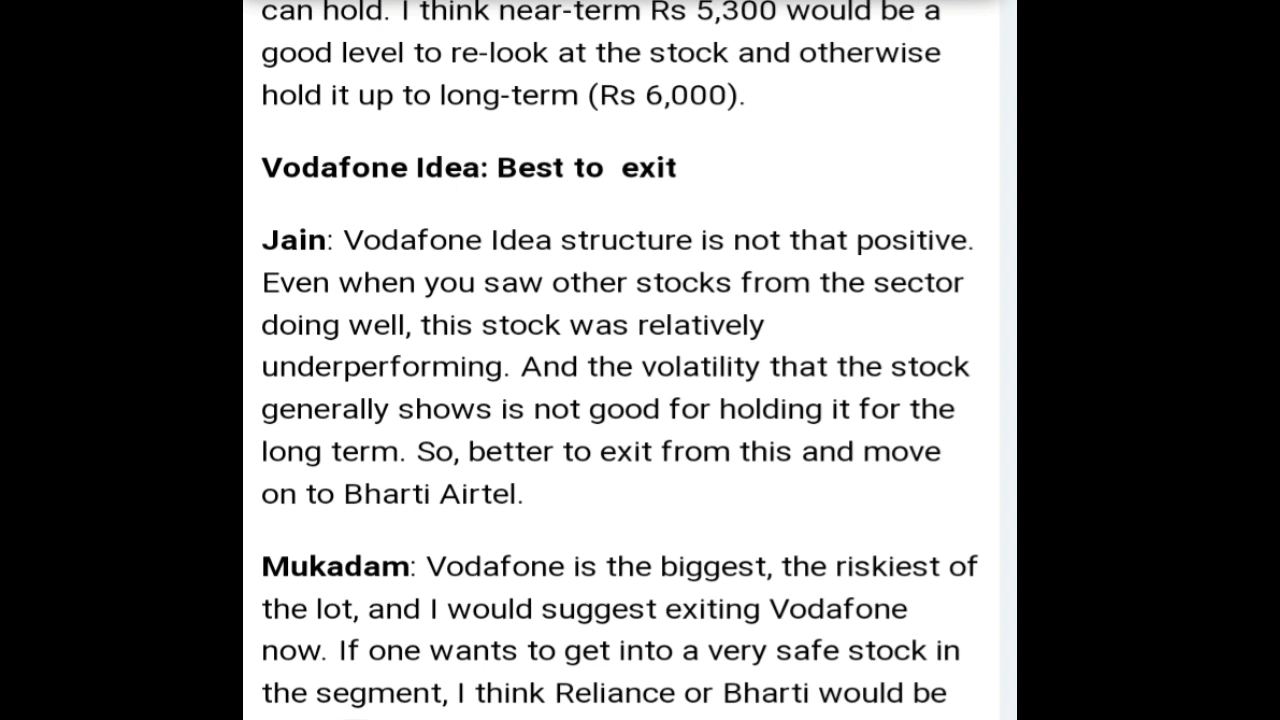 can hold. I think near-term Rs 5,300 would be a
good level to re-look at the stock and otherwise
hold it up to long-term (Rs 6,000).
Vodafone Idea: Best to  exit
Jain: Vodafone Idea structure is not that positive.
Even when you saw other stocks from the sector
doing well, this stock was relatively
underperforming. And the volatility that the stock
generally shows is not good for holding it for the
long term. So, better to exit from this and move
on to Bharti Airtel.
Mukadam: Vodafone is the biggest, the riskiest of
the lot, and I would suggest exiting Vodafone
now. If one wants to get into a very safe stock in
the segment, I think Reliance or Bharti would be